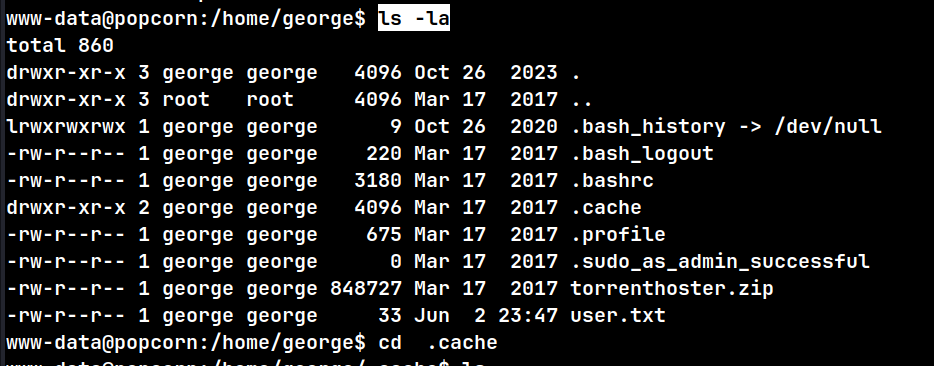 www-data@popcorn:/home/george$ ls -la
total 860
drwxr-xr-x 3 george george   4096 Oct 26  2023 .
drwxr-xr-x 3 root   root     4096 Mar 17  2017 ..
lrwxrwxrwx 1 george george      9 Oct 26  2020 .bash_history -> /dev/null
-rw-r--r-- 1 george george    220 Mar 17  2017 .bash_logout
-rw-r--r-- 1 george george   3180 Mar 17  2017 .bashrc
drwxr-xr-x 2 george george   4096 Mar 17  2017 .cache
-rw-r--r-- 1 george george    675 Mar 17  2017 .profile
-rw-r--r-- 1 george george      0 Mar 17  2017 .sudo_as_admin_successful
-rw-r--r-- 1 george george 848727 Mar 17  2017 torrenthoster.zip
-rw-r--r-- 1 george george     33 Jun  2 23:47 user.txt
www-data@popcorn:/home/george$ cd  .cache